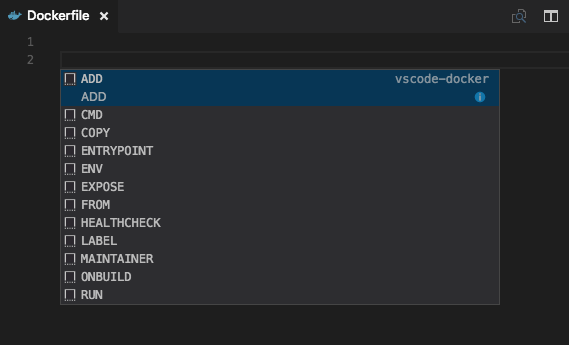 Dockerfile
1
2
ADD vscode-docker
ADD
CMD
COPY
ENTRYPOINT
ENV
EXPOSE
FROM
HEALTHCHECK
LABEL
MAINTAINER
ONBUILD
RUN